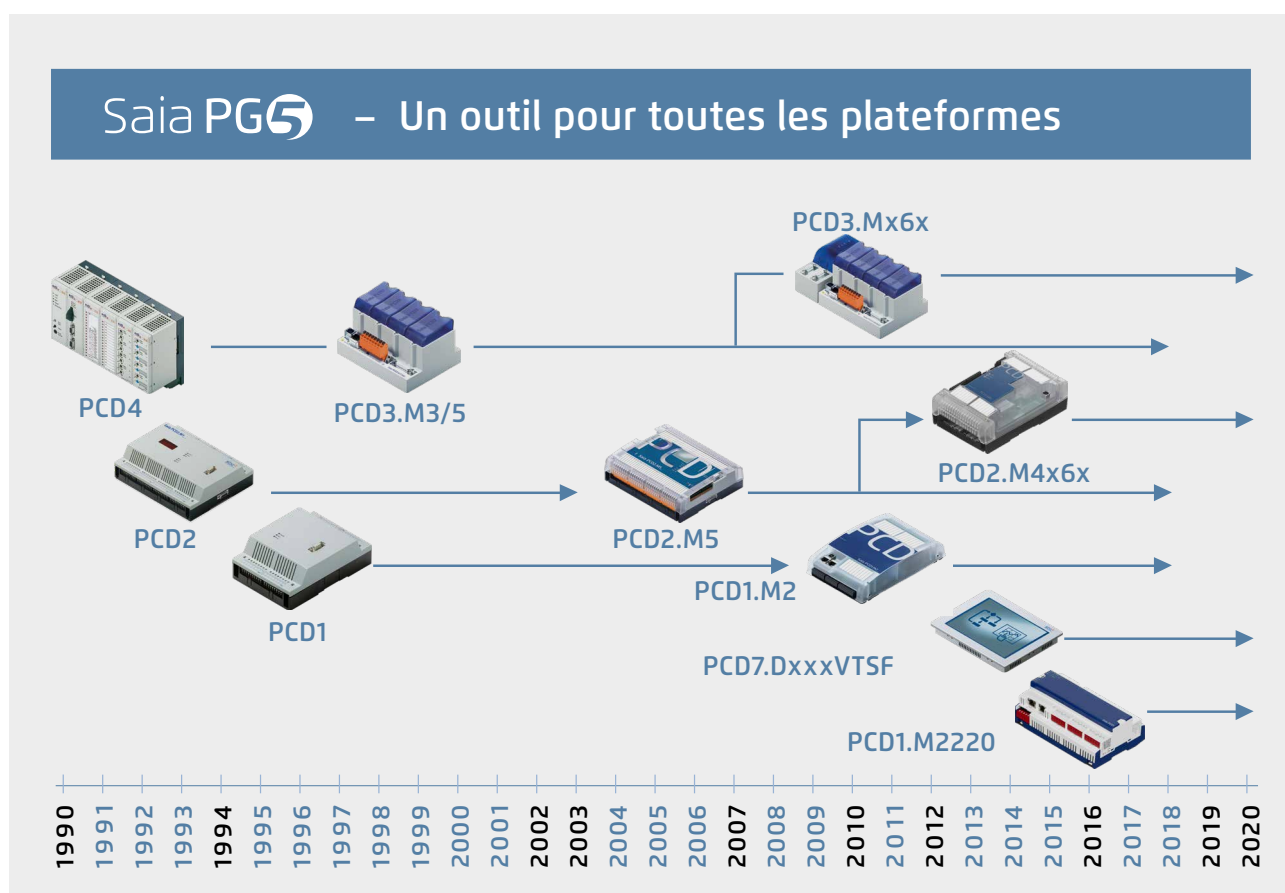 Saia PG5 – Un outil pour toutes les plateformes
PCD3.Mx6x
PCD4
PCD3.M3/5
PCD2.M4x6x
PCD2
PCD2.M5
PCD1.M2
PCD1
PCD7.DxxxVTSF
PCD1.M2220
1990
1991
1992
1993
1994
1995
1996
1997
1998
1999
2000
2001
2002
2003
2004
2005
2006
2007
2008
2009
2010
2011
2012
2013
2014
2015
2016
2017
2018
2019
2020
PCD
PCD
PCD